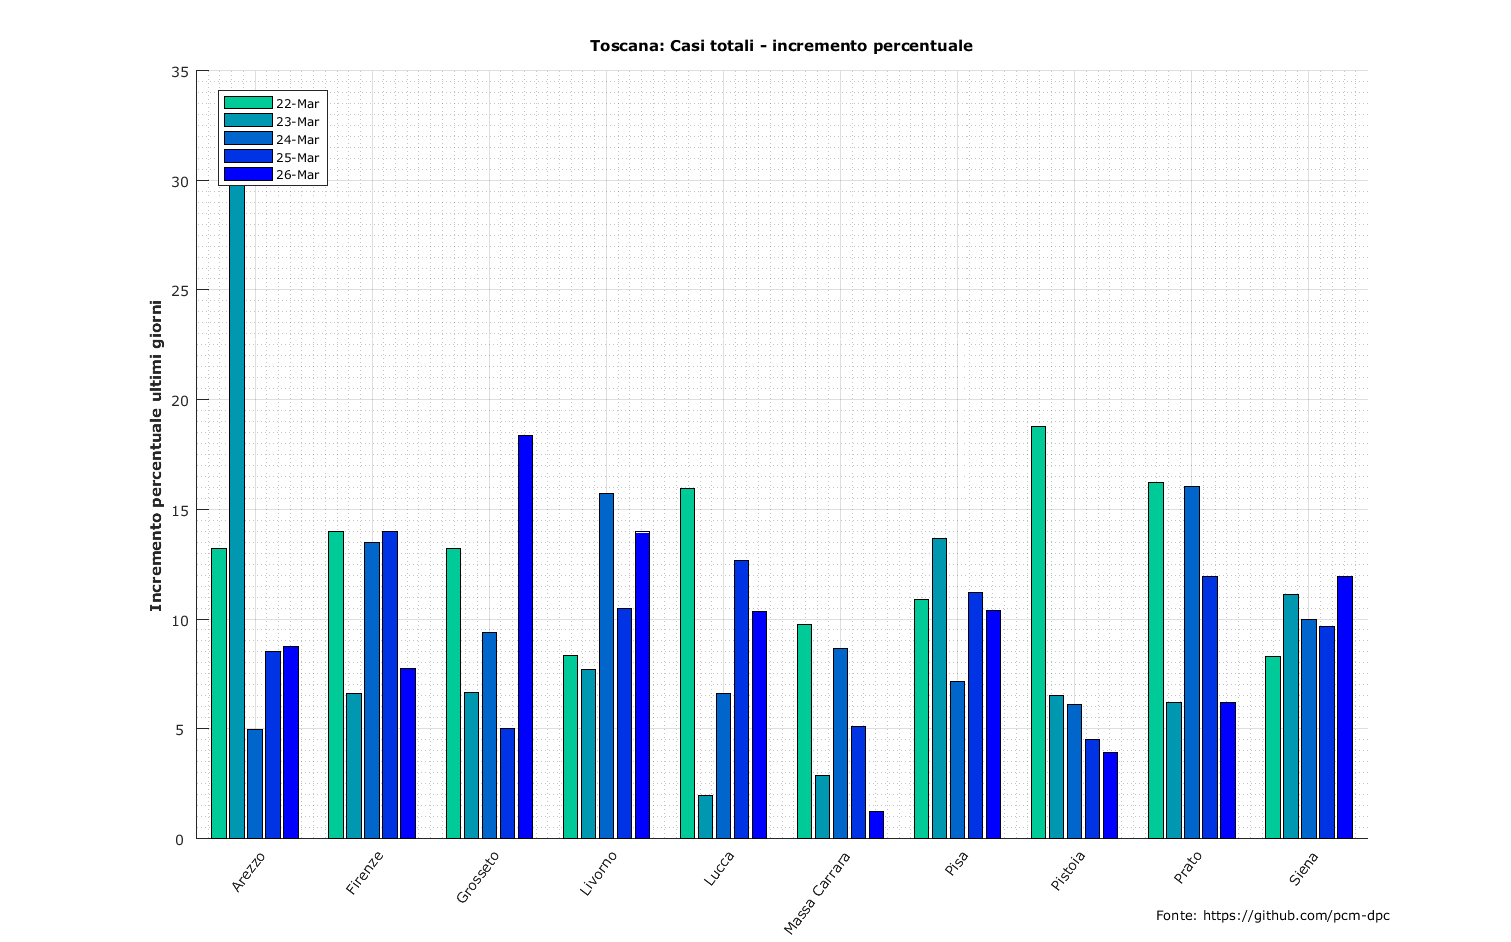 Toscana: Casi totali - incremento percentuale
35
30
25
20
15
10
5
0
Incremento percentuale ultimi giorni
22-Mar
23-Mar
24-Mar
25-Mar
26-Mar
Arezzo
Firenze
Grosseto
Livorno
Lucca
Massa Carrara
Pisa
Pistoia
Prato
Siena
Fonte: https://github.com/pcm-dpc